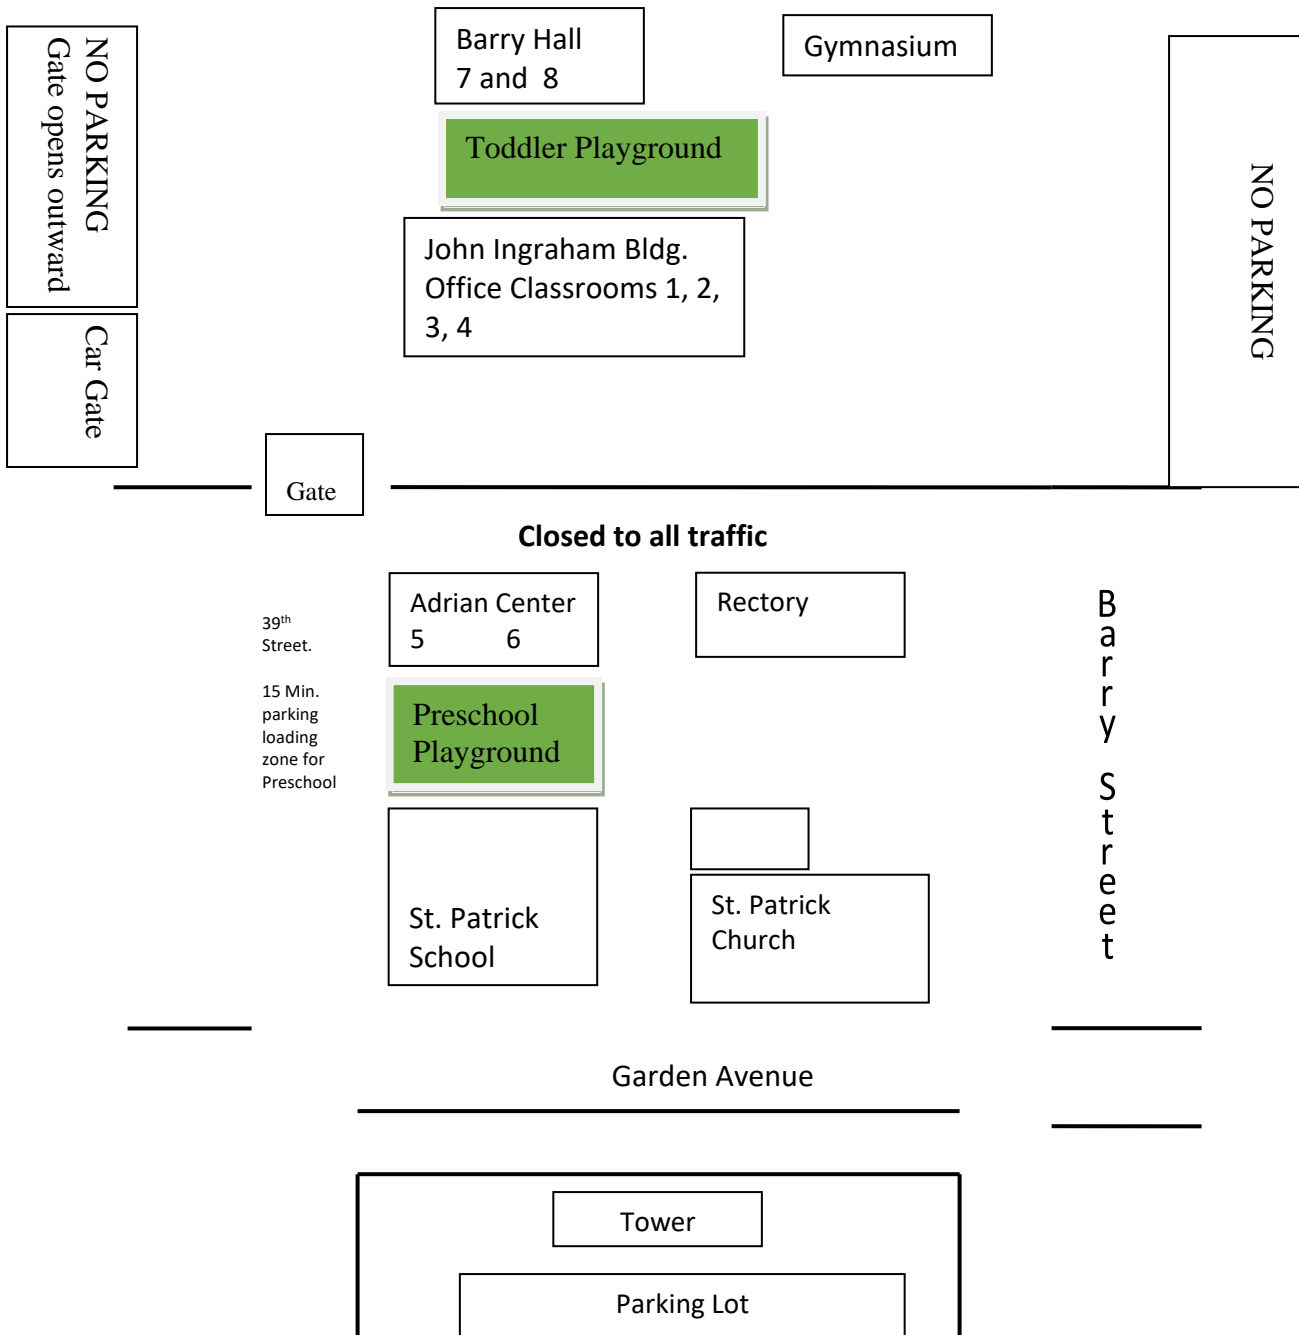 NO PARKING
Gate opens outward
Barry Hall
7 and 8
Gymnasium
Toddler Playground
NO PARKING
John Ingraham Bldg.
Office Classrooms 1, 2,
3, 4
Car Gate
Gate
Closed to all traffic
39th
Street.
15 Min.
parking
loading
zone for
Preschool
Adrian Center
5 6
Rectory
Barry Street
Preschool
Playground
St. Patrick
School
St. Patrick
Church
Garden Avenue
Tower
Parking Lot